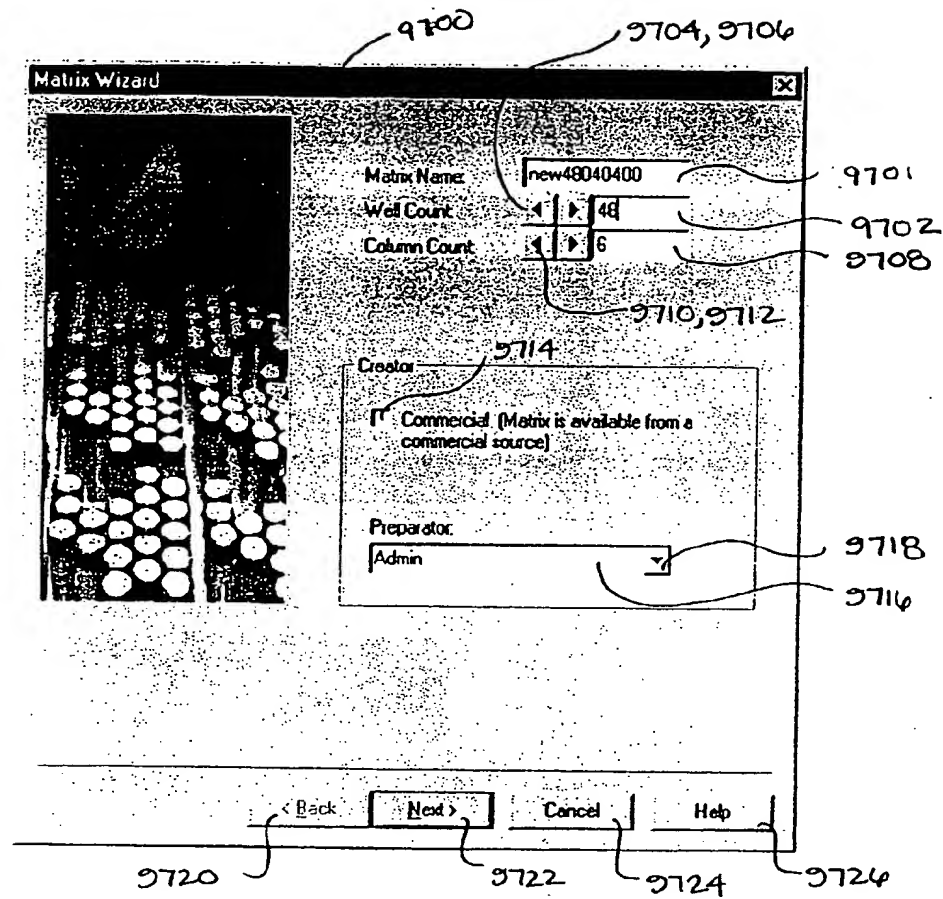 9700
9704, 9706
Matrix Wizard
Matrix Name:
new48040400
9701
Well Count:
48
9702
Column Count:
6
9708
9710, 9712
9714
Creator
Commercial (Matrix is available from a
commercial source)
Preparator:
Admin
9718
9716
< Back
Next >
Cancel
Help
9720
9722
9724
9726